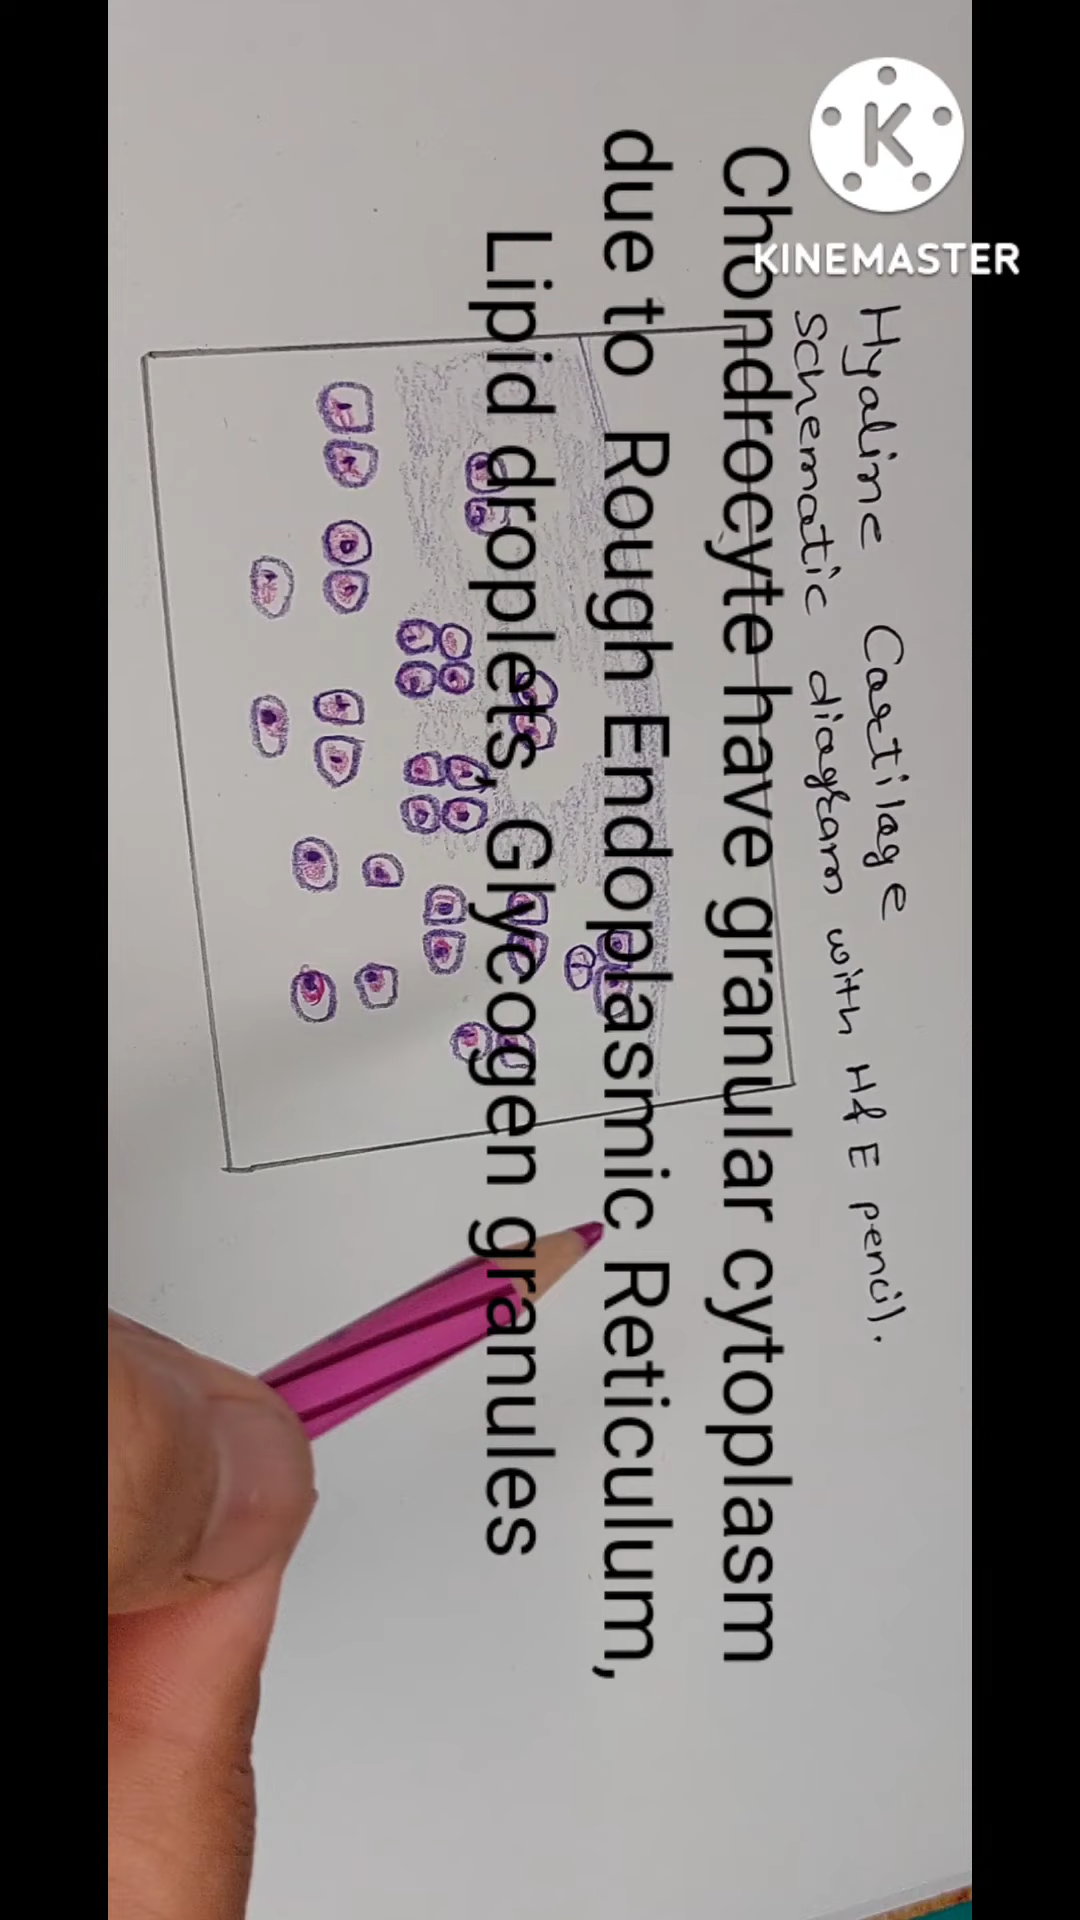 K
KINEMASTER
Hyaline Cartilage
Schematic diagram with H & E pencil.
Chondrocyte have granular cytoplasm
due to Rough Endoplasmic Reticulum,
Lipid droplets, Glycogen granules